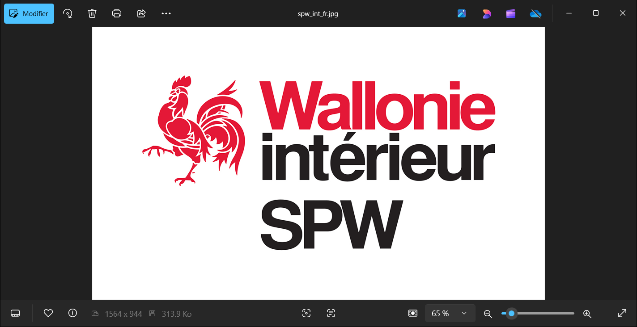 Modifier
spw_int_fr.jpg
Wallonie
intérieur
SPW
1564 x 944
313.9 Ko
65 %